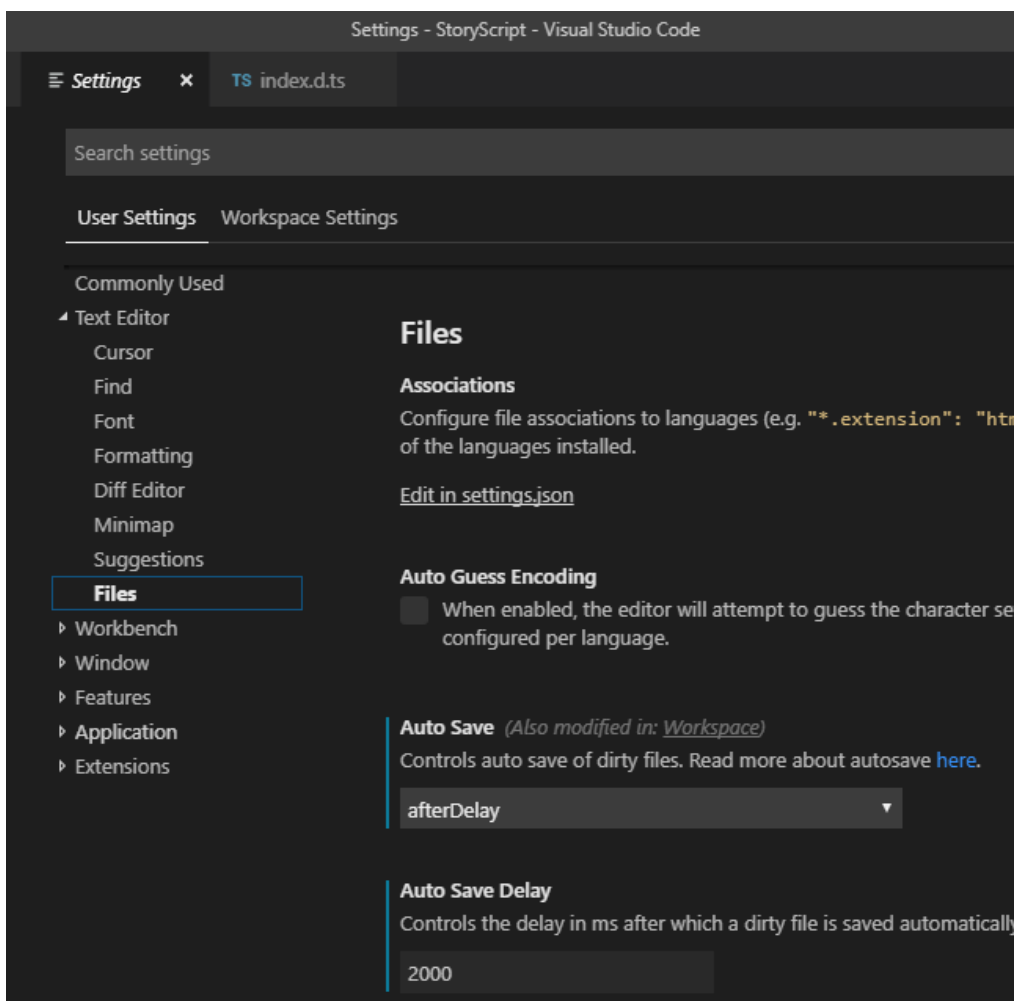 Settings - StoryScript - Visual Studio Code
Settings × TS index.d.ts
Search settings
User Settings Workspace Settings
Commonly Used
Text Editor
Cursor
Find
Font
Formatting
Diff Editor
Minimap
Suggestions
Files
Workbench
Window
Features
Application
Extensions
Files
Associations
Configure file associations to languages (e.g. "*.extension": "htm
of the languages installed.
Edit in settings.json
Auto Guess Encoding
When enabled, the editor will attempt to guess the character se
configured per language.
Auto Save (Also modified in: Workspace)
Controls auto save of dirty files. Read more about autosave here.
afterDelay
Auto Save Delay
Controls the delay in ms after which a dirty file is saved automatically
2000